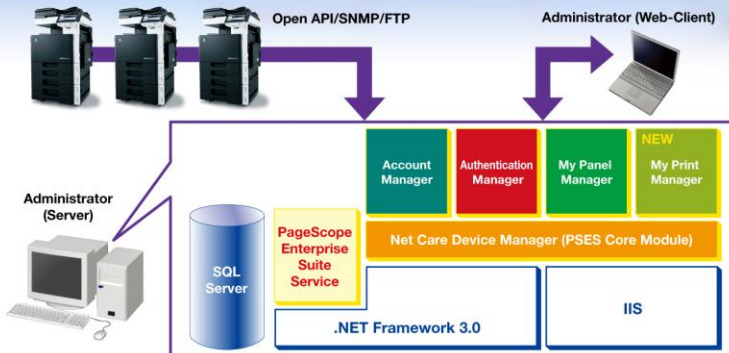 Open API/SNMP/FTP
Administrator (Web-Client)
NEW
Account
Manager
Authentication
Manager
My Panel
Manager
My Print
Manager
Administrator
(Server)
SQL
Server
PageScope
Enterprise
Suite
Service
Net Care Device Manager (PSES Core Module)
.NET Framework 3.0
IIS